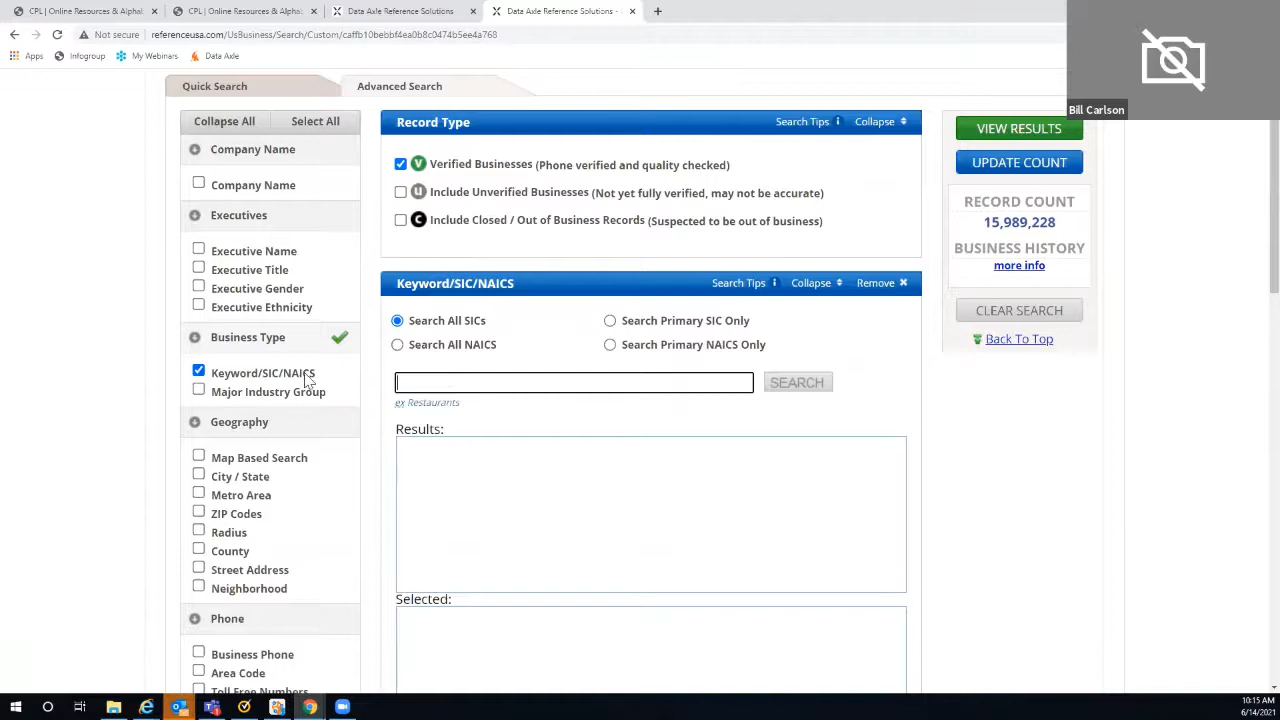 CPL | Online Resources & Alphab
CPL | Online Resources & Alphab
Data Axle Reference Solutions
Data Axle Reference Solutions -
Not secure | referenceusa.com/UsBusiness/Search/Custom/caffb10bebbf4ea0b8c0474b5ee4a768
Apps
Infogroup
My Webinars
Data Axle
Bill Carlson
Quick Search
Advanced Search
Collapse All
Select All
Company Name
Company Name
Executives
Executive Name
Executive Title
Executive Gender
Executive Ethnicity
Business Type
Keyword/SIC/NAICS
Major Industry Group
Geography
Map Based Search
City / State
Metro Area
ZIP Codes
Radius
County
Street Address
Neighborhood
Phone
Business Phone
Area Code
Toll Free Numbers
Record Type
Search Tips i
Collapse
V Verified Businesses (Phone verified and quality checked)
U Include Unverified Businesses (Not yet fully verified, may not be accurate)
C Include Closed / Out of Business Records (Suspected to be out of business)
Keyword/SIC/NAICS
Search Tips i
Collapse
Remove
Search All SICs
Search Primary SIC Only
Search All NAICS
Search Primary NAICS Only
SEARCH
ex Restaurants
Results:
Selected:
VIEW RESULTS
UPDATE COUNT
RECORD COUNT
15,989,228
BUSINESS HISTORY
more info
CLEAR SEARCH
Back To Top
10:15 AM
6/14/2021